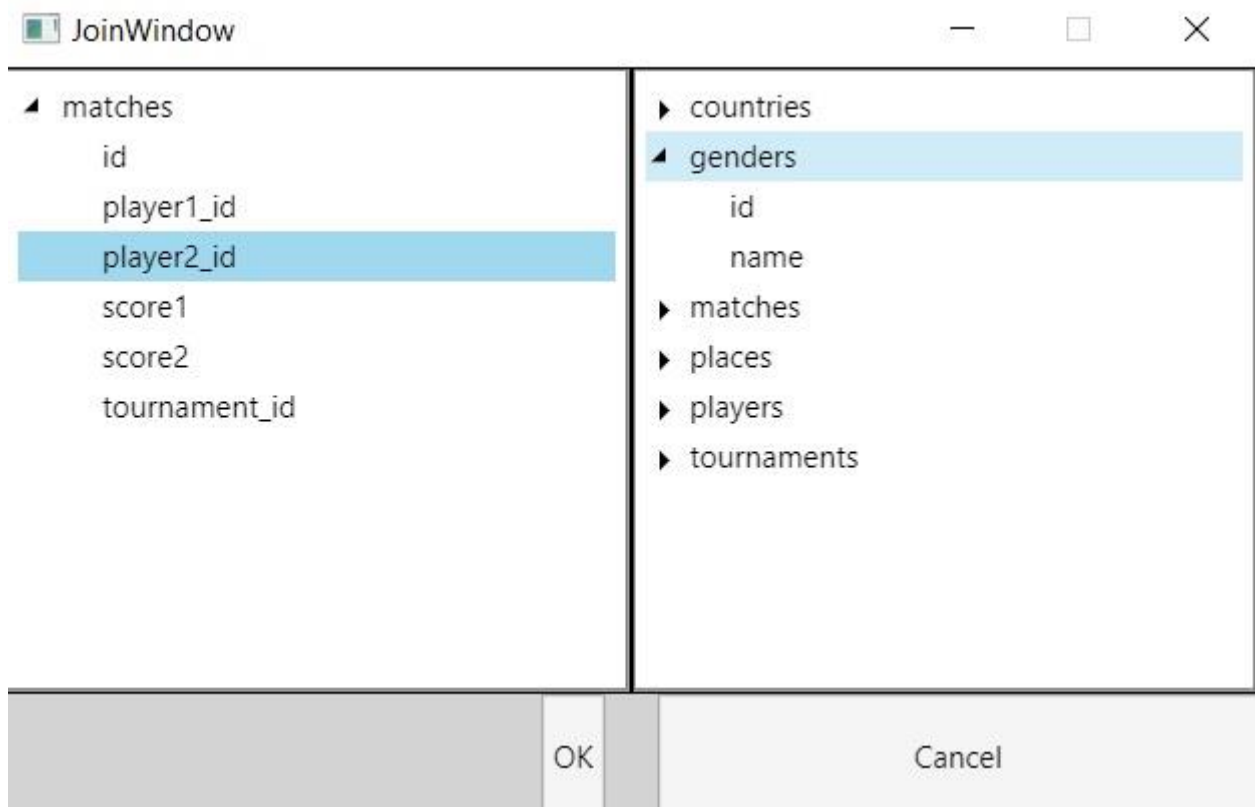 JoinWindow
matches
id
player1_id
player2_id
score1
score2
tournament_id
countries
genders
id
name
matches
places
players
tournaments
OK
Cancel